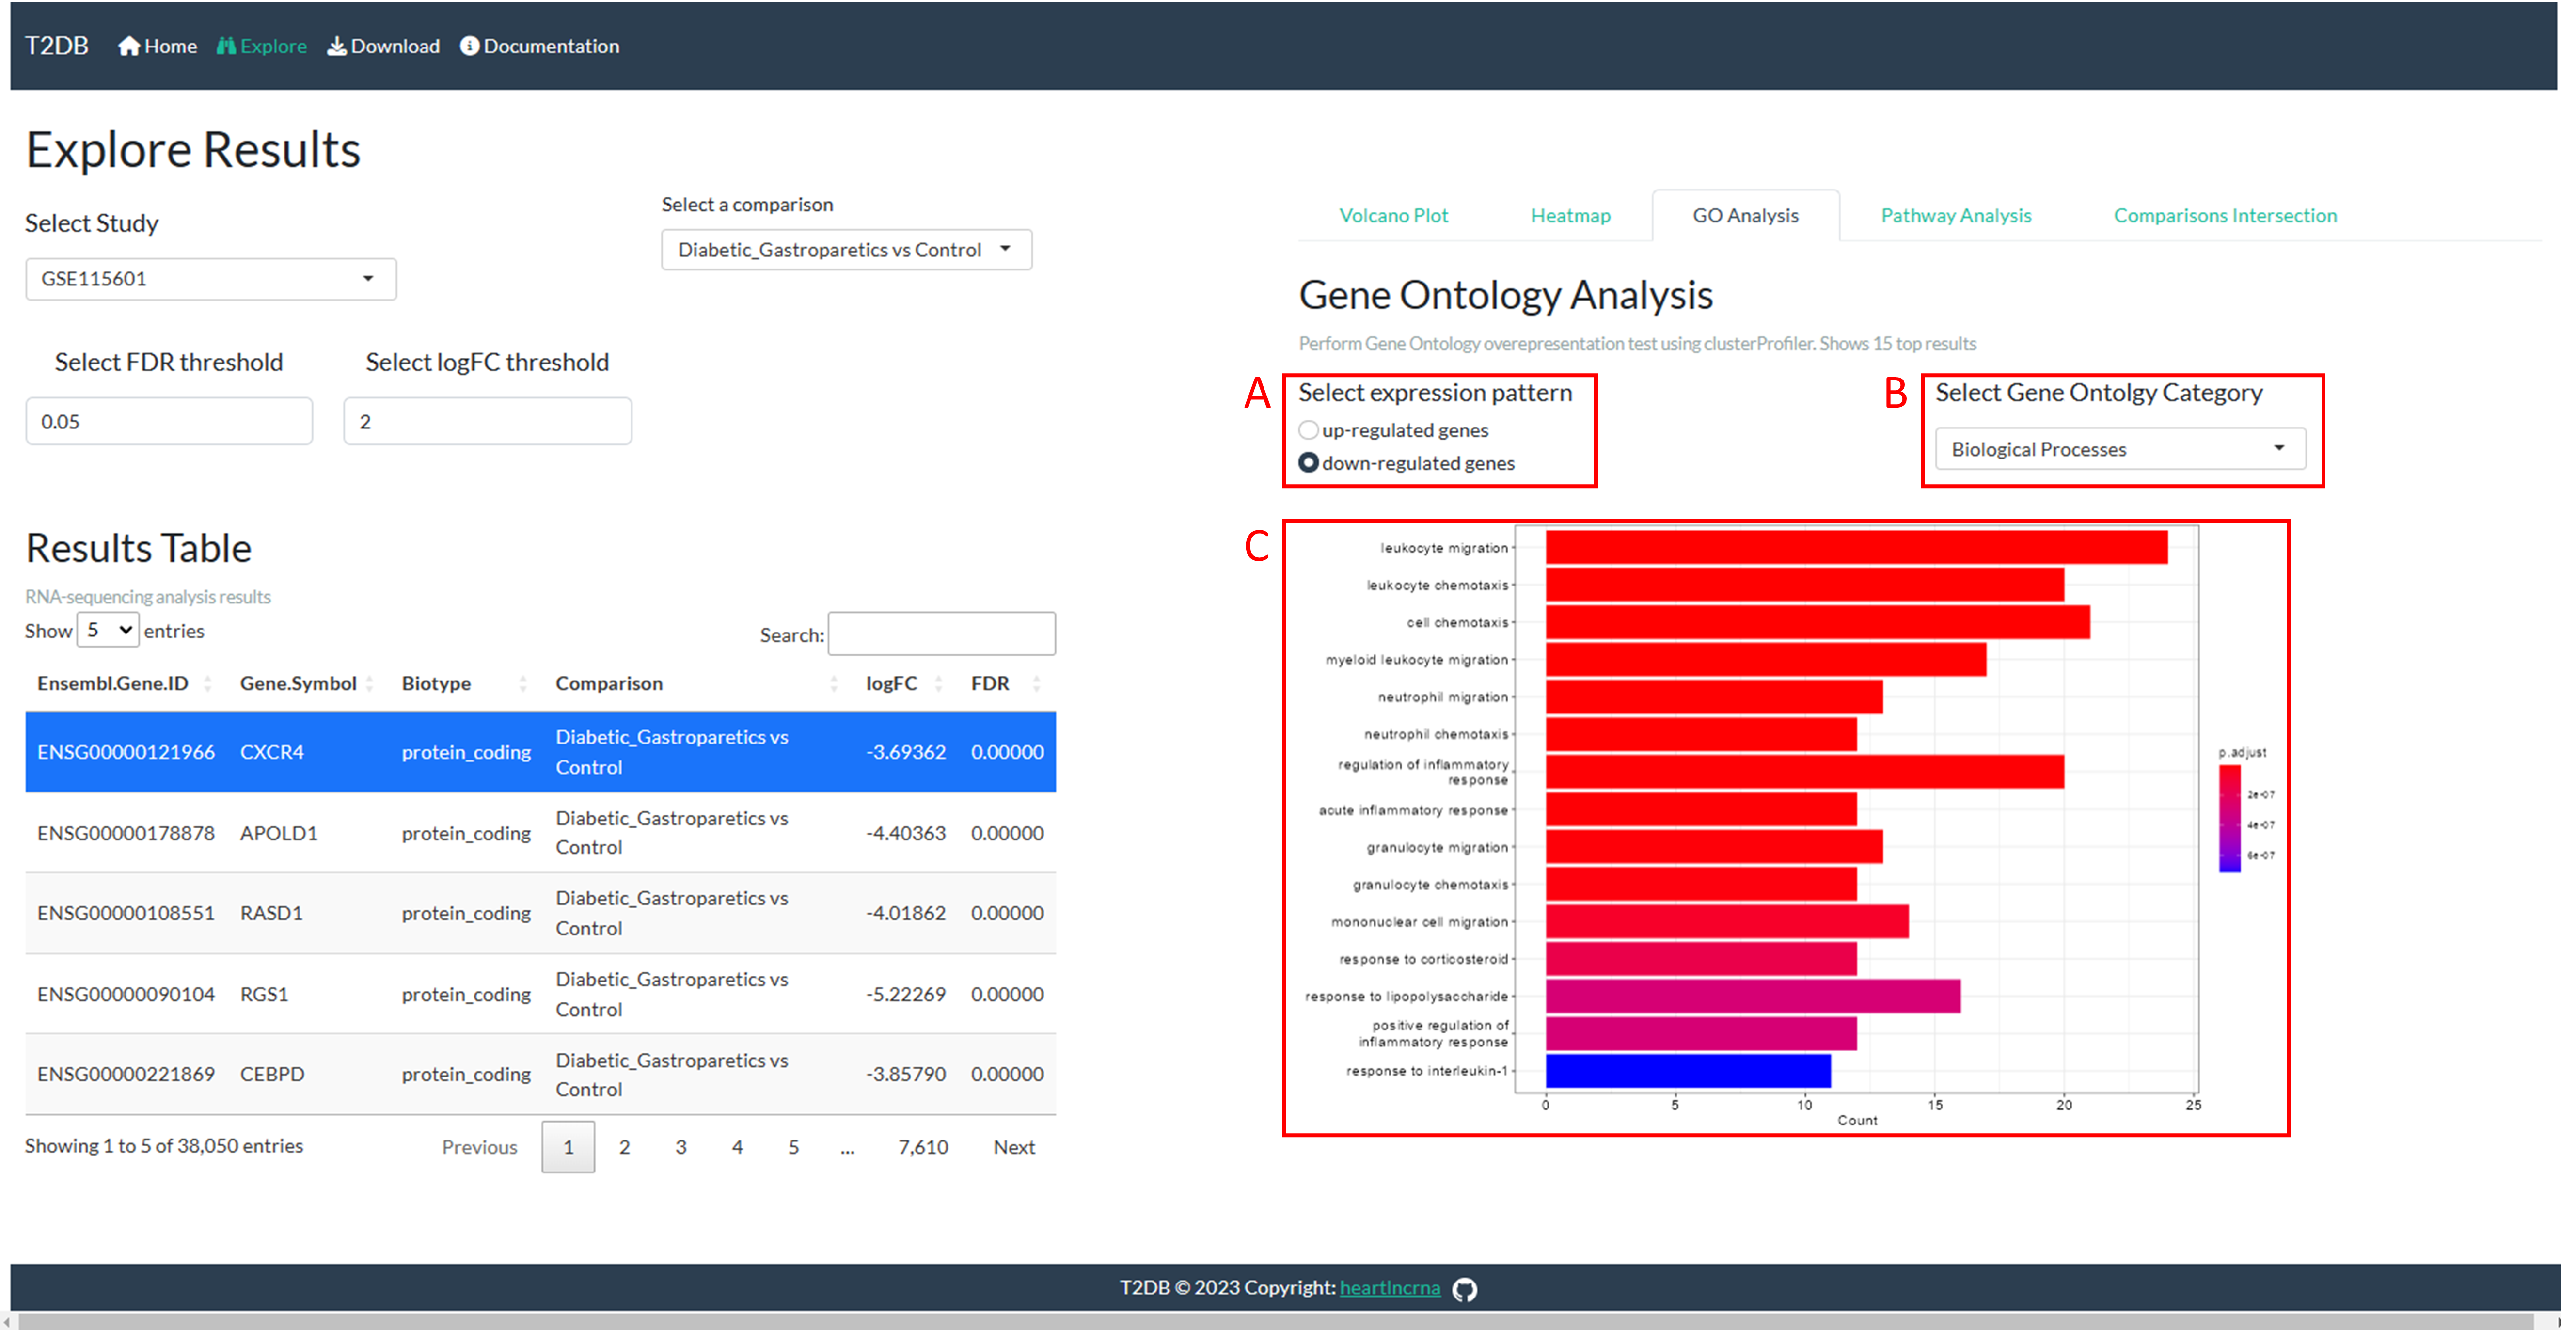 T2DB Home Explore Download Documentation
Explore Results
Select Study
GSE115601
Select a comparison
Diabetic_Gastroparetics vs Control
Select FDR threshold
0.05
Select logFC threshold
2
Results Table
RNA-sequencing analysis results
Show 5 entries
Search:
Ensembl.Gene.ID Gene.Symbol Biotype Comparison logFC FDR
ENSG00000121966 CXCR4 protein_coding Diabetic_Gastroparetics vs Control -3.69362 0.00000
ENSG00000178878 APOLD1 protein_coding Diabetic_Gastroparetics vs Control -4.40363 0.00000
ENSG00000108551 RASD1 protein_coding Diabetic_Gastroparetics vs Control -4.01862 0.00000
ENSG00000090104 RGS1 protein_coding Diabetic_Gastroparetics vs Control -5.22269 0.00000
ENSG00000221869 CEBPD protein_coding Diabetic_Gastroparetics vs Control -3.85790 0.00000
Showing 1 to 5 of 38,050 entries
Previous 1 2 3 4 5 ... 7,610 Next
Volcano Plot Heatmap GO Analysis Pathway Analysis Comparisons Intersection
Gene Ontology Analysis
Perform Gene Ontology overepresentation test using clusterProfiler. Shows 15 top results
A
Select expression pattern
up-regulated genes
down-regulated genes
B
Select Gene Ontolgy Category
Biological Processes
C
leukocyte migration
leukocyte chemotaxis
cell chemotaxis
myeloid leukocyte migration
neutrophil migration
neutrophil chemotaxis
regulation of inflammatory
response
acute inflammatory response
granulocyte migration
granulocyte chemotaxis
mononuclear cell migration
response to corticosteroid
response to lipopolysaccharide
positive regulation of
inflammatory response
response to interleukin-1
0 5 10 15 20 25
Count
p.adjust
2e-07
4e-07
6e-07
T2DB © 2023 Copyright: heartlncrna